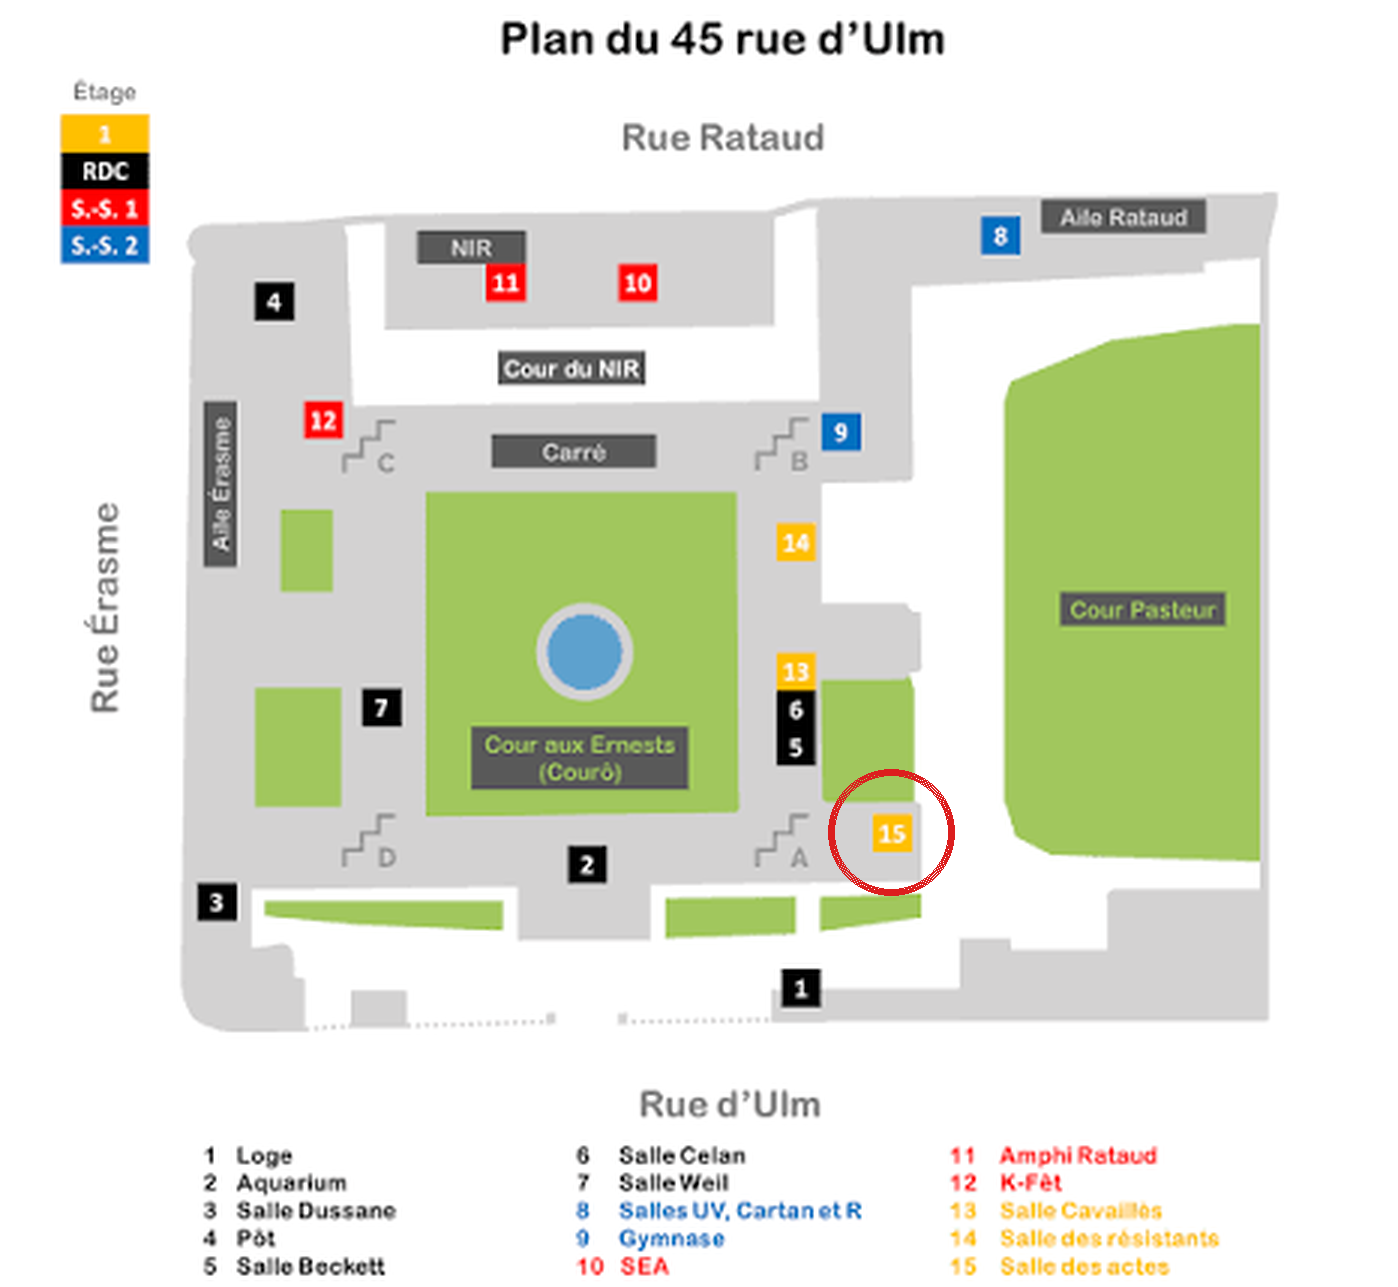 Plan du 45 rue d’Ulm
Étage
1
RDC
S.-S. 1
S.-S. 2
Rue Rataud
Aile Rataud
8
NIR
11
10
4
Cour du NIR
12
C
Carré
B
9
Aile Érasme
Rue Érasme
14
Cour Pasteur
13
7
6
5
Cour aux Ernests
(Courô)
15
D
2
A
3
1
Rue d’Ulm
1 Loge
2 Aquarium
3 Salle Dussane
4 Pôt
5 Salle Beckett
6 Salle Celan
7 Salle Weil
8 Salles UV, Cartan et R
9 Gymnase
10 SEA
11 Amphi Rataud
12 K-Fêt
13 Salle Cavaillès
14 Salle des résistants
15 Salle des actes